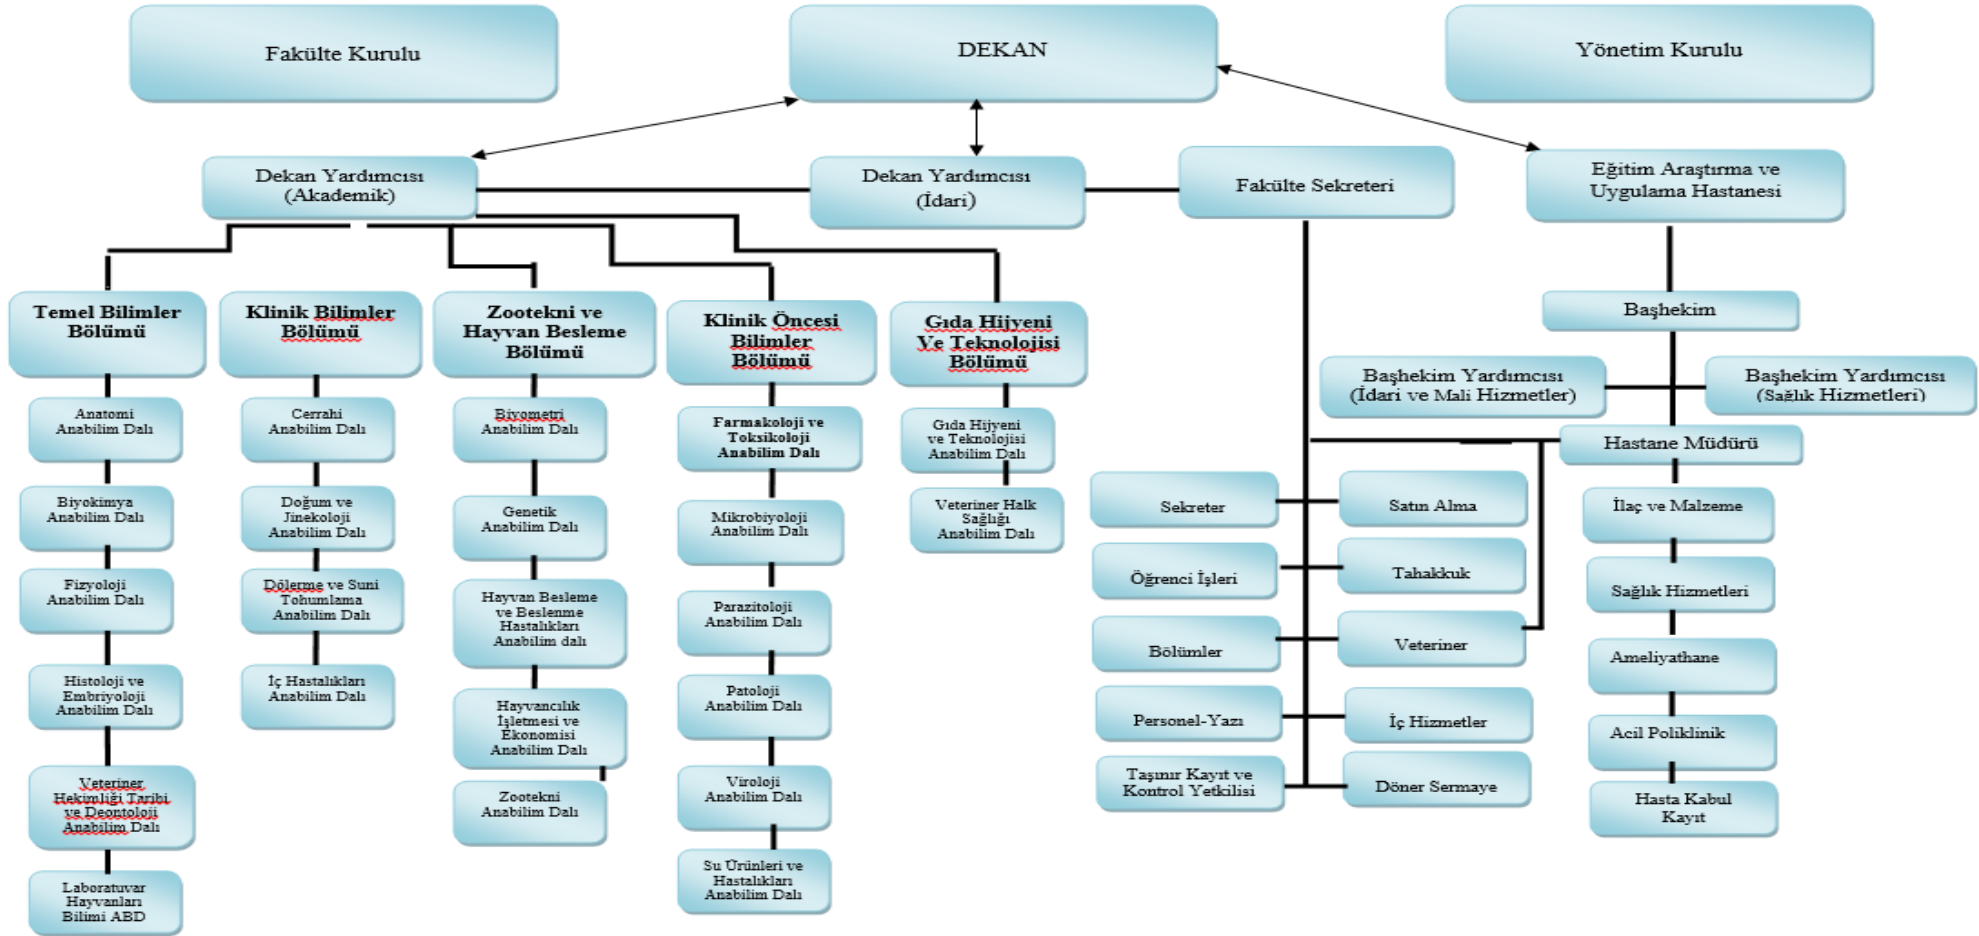 Fakülte Kurulu
DEKAN
Yönetim Kurulu
Dekan Yardımcısı
(Akademik)
Dekan Yardımcısı
(İdari)
Fakülte Sekreteri
Eğitim Araştırma ve
Uygulama Hastanesi
Temel Bilimler
Bölümü
Anatomi
Anabilim Dalı
Biyokimya
Anabilim Dalı
Fizyoloji
Anabilim Dalı
Histoloji ve
Embriyoloji
Anabilim Dalı
Veteriner
Hekimliği Tarihi
ve Deontoloji
Anabilim Dalı
Laboratuvar
Hayvanları
Bilimi ABD
Klinik Bilimler
Bölümü
Cerrahi
Anabilim Dalı
Doğum ve
Jinekoloji
Anabilim Dalı
Dölerme ve Suni
Tohumlama
Anabilim Dalı
İç Hastalıkları
Anabilim Dalı
Zootekni ve
Hayvan Besleme
Bölümü
Biyometri
Anabilim Dalı
Genetik
Anabilim Dalı
Hayvan Besleme
ve Beslenme
Hastalıkları
Anabilim dalı
Hayvancılık
İşletmesi ve
Ekonomisi
Anabilim Dalı
Zootekni
Anabilim Dalı
Klinik Öncesi
Bilimler
Bölümü
Farmakoloji ve
Toksikoloji
Anabilim Dalı
Mikrobiyoloji
Anabilim Dalı
Parazitoloji
Anabilim Dalı
Patoloji
Anabilim Dalı
Viroloji
Anabilim Dalı
Su Ürünleri ve
Hastalıkları
Anabilim Dalı
Gıda Hijyeni
Ve Teknolojisi
Bölümü
Gıda Hijyeni
ve Teknolojisi
Anabilim Dalı
Veteriner Halk
Sağlığı
Anabilim Dalı
Sekreter
Satın Alma
Öğrenci İşleri
Tahakkuk
Bölümler
Veteriner
Personel-Yazı
İç Hizmetler
Taşınır Kayıt ve
Kontrol Yetkilisi
Döner Sermaye
Başhekim
Başhekim Yardımcısı
(İdari ve Mali Hizmetler)
Başhekim Yardımcısı
(Sağlık Hizmetleri)
Hastane Müdürü
İlaç ve Malzeme
Sağlık Hizmetleri
Ameliyathane
Acil Poliklinik
Hasta Kabul
Kayıt